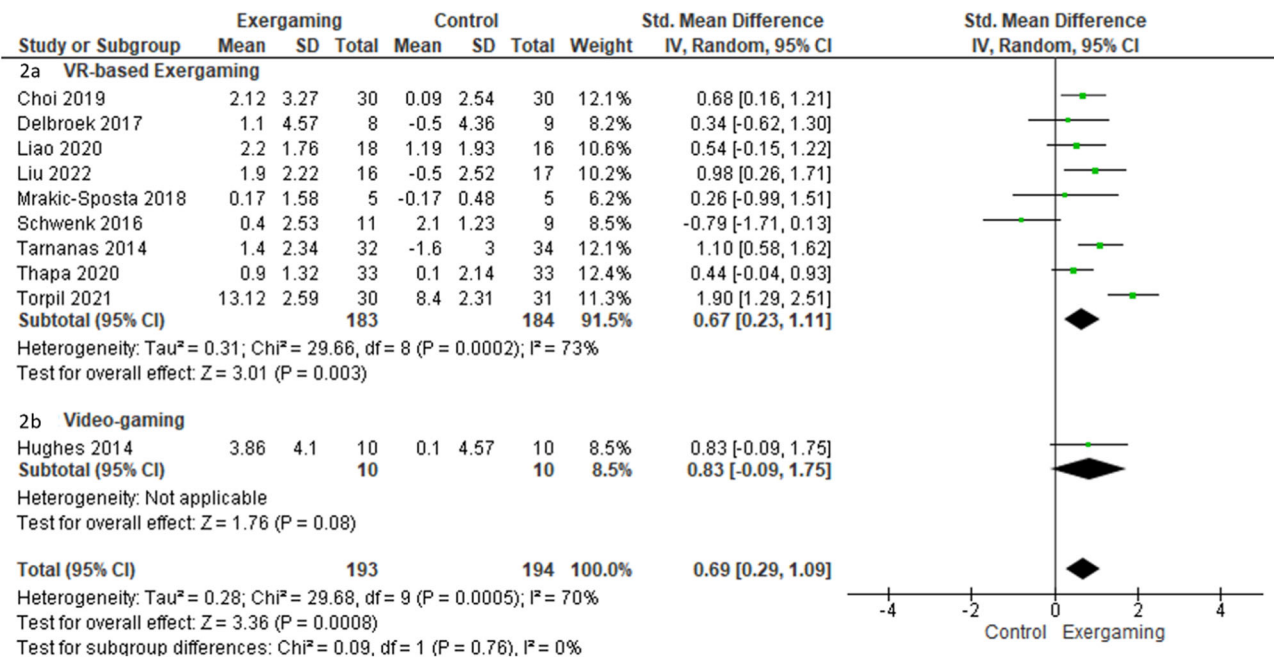 Exergaming Control Std. Mean Difference Std. Mean Difference
Study or Subgroup Mean SD Total Mean SD Total Weight IV, Random, 95% CI IV, Random, 95% CI
2a VR-based Exergaming
Choi 2019 2.12 3.27 30 0.09 2.54 30 12.1% 0.68 [0.16, 1.21]
Delbroek 2017 1.1 4.57 8 -0.5 4.36 9 8.2% 0.34 [-0.62, 1.30]
Liao 2020 2.2 1.76 18 1.19 1.93 16 10.6% 0.54 [-0.15, 1.22]
Liu 2022 1.9 2.22 16 -0.5 2.52 17 10.2% 0.98 [0.26, 1.71]
Mrakic-Sposta 2018 0.17 1.58 5 -0.17 0.48 5 6.2% 0.26 [-0.99, 1.51]
Schwenk 2016 0.4 2.53 11 2.1 1.23 9 8.5% -0.79 [-1.71, 0.13]
Tarnanas 2014 1.4 2.34 32 -1.6 3 34 12.1% 1.10 [0.58, 1.62]
Thapa 2020 0.9 1.32 33 0.1 2.14 33 12.4% 0.44 [-0.04, 0.93]
Torpil 2021 13.12 2.59 30 8.4 2.31 31 11.3% 1.90 [1.29, 2.51]
Subtotal (95% CI) 183 184 91.5% 0.67 [0.23, 1.11]
Heterogeneity: Tau² = 0.31; Chi² = 29.66, df = 8 (P = 0.0002); I² = 73%
Test for overall effect: Z = 3.01 (P = 0.003)
2b Video-gaming
Hughes 2014 3.86 4.1 10 0.1 4.57 10 8.5% 0.83 [-0.09, 1.75]
Subtotal (95% CI) 10 10 8.5% 0.83 [-0.09, 1.75]
Heterogeneity: Not applicable
Test for overall effect: Z = 1.76 (P = 0.08)
Total (95% CI) 193 194 100.0% 0.69 [0.29, 1.09]
Heterogeneity: Tau² = 0.28; Chi² = 29.68, df = 9 (P = 0.0005); I² = 70%
Test for overall effect: Z = 3.36 (P = 0.0008)
Test for subgroup differences: Chi² = 0.09, df = 1 (P = 0.76), I² = 0%
-4 -2 0 2 4
Control Exergaming